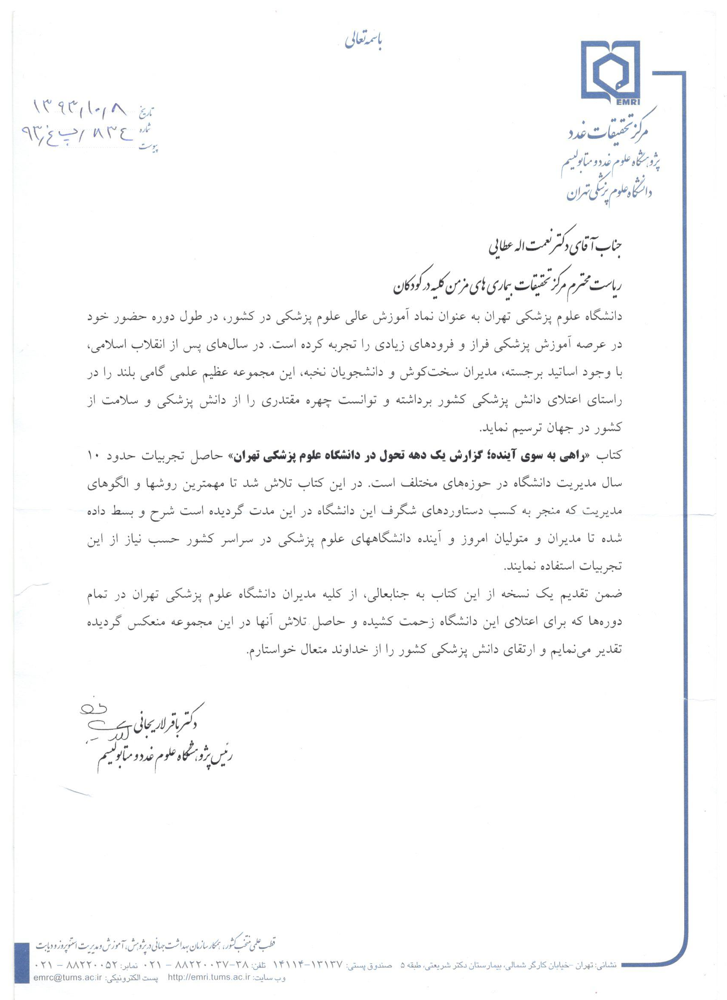 باسمه تعالی
EMRI
مرکز تحقیقات غدد
پژوهشگاه علوم غدد و متابولیسم
دانشگاه علوم پزشکی تهران
تاریخ ۱۳۹۳/۱۰/۸
شماره ۸۳۴/
پیوست
جناب آقای دکتر نعمت اله عطایی
ریاست محترم مرکز تحقیقات بیماری های مزمن کلیه در کودکان
دانشگاه علوم پزشکی تهران به عنوان نماد آموزش عالی علوم پزشکی در کشور، در طول دوره حضور خود
در عرصه آموزش پزشکی فراز و فرودهای زیادی را تجربه کرده است. در سال‌های پس از انقلاب اسلامی،
با وجود اساتید برجسته، مدیران سخت‌کوش و دانشجویان نخبه، این مجموعه عظیم علمی گامی بلند را در
راستای اعتلای دانش پزشکی کشور برداشته و توانست چهره مقتدری را از دانش پزشکی و سلامت از
کشور در جهان ترسیم نماید.
کتاب «راهی به سوی آینده؛ گزارش یک دهه تحول در دانشگاه علوم پزشکی تهران» حاصل تجربیات حدود ۱۰
سال مدیریت دانشگاه در حوزه‌های مختلف است. در این کتاب تلاش شد تا مهمترین روشها و الگوهای
مدیریت که منجر به کسب دستاوردهای شگرف این دانشگاه در این مدت گردیده است شرح و بسط داده
شده تا مدیران و متولیان امروز و آینده دانشگاههای علوم پزشکی در سراسر کشور حسب نیاز از این
تجربیات استفاده نمایند.
ضمن تقدیم یک نسخه از این کتاب به جنابعالی، از کلیه مدیران دانشگاه علوم پزشکی تهران در تمام
دوره‌ها که برای اعتلای این دانشگاه زحمت کشیده و حاصل تلاش آنها در این مجموعه منعکس گردیده
تقدیر می‌نمایم و ارتقای دانش پزشکی کشور را از خداوند متعال خواستارم.
دکتر باقر لاریجانی
رئیس پژوهشگاه علوم غدد و متابولیسم
قطب علمی منتخب کشور، همکار سازمان بهداشت جهانی در پژوهش، آموزش و مدیریت استئوپروز و دیابت
نشانی: تهران -خیابان کارگر شمالی، بیمارستان دکتر شریعتی، طبقه ۵ صندوق پستی: ۱۳۱۳۷-۱۴۱۱۴ تلفن: ۳۸-۸۸۲۲۰۰۳۷ - ۰۲۱ نمابر: ۸۸۲۲۰۰۵۲ - ۰۲۱
وب سایت: http://emri.tums.ac.ir پست الکترونیکی: emrc@tums.ac.ir